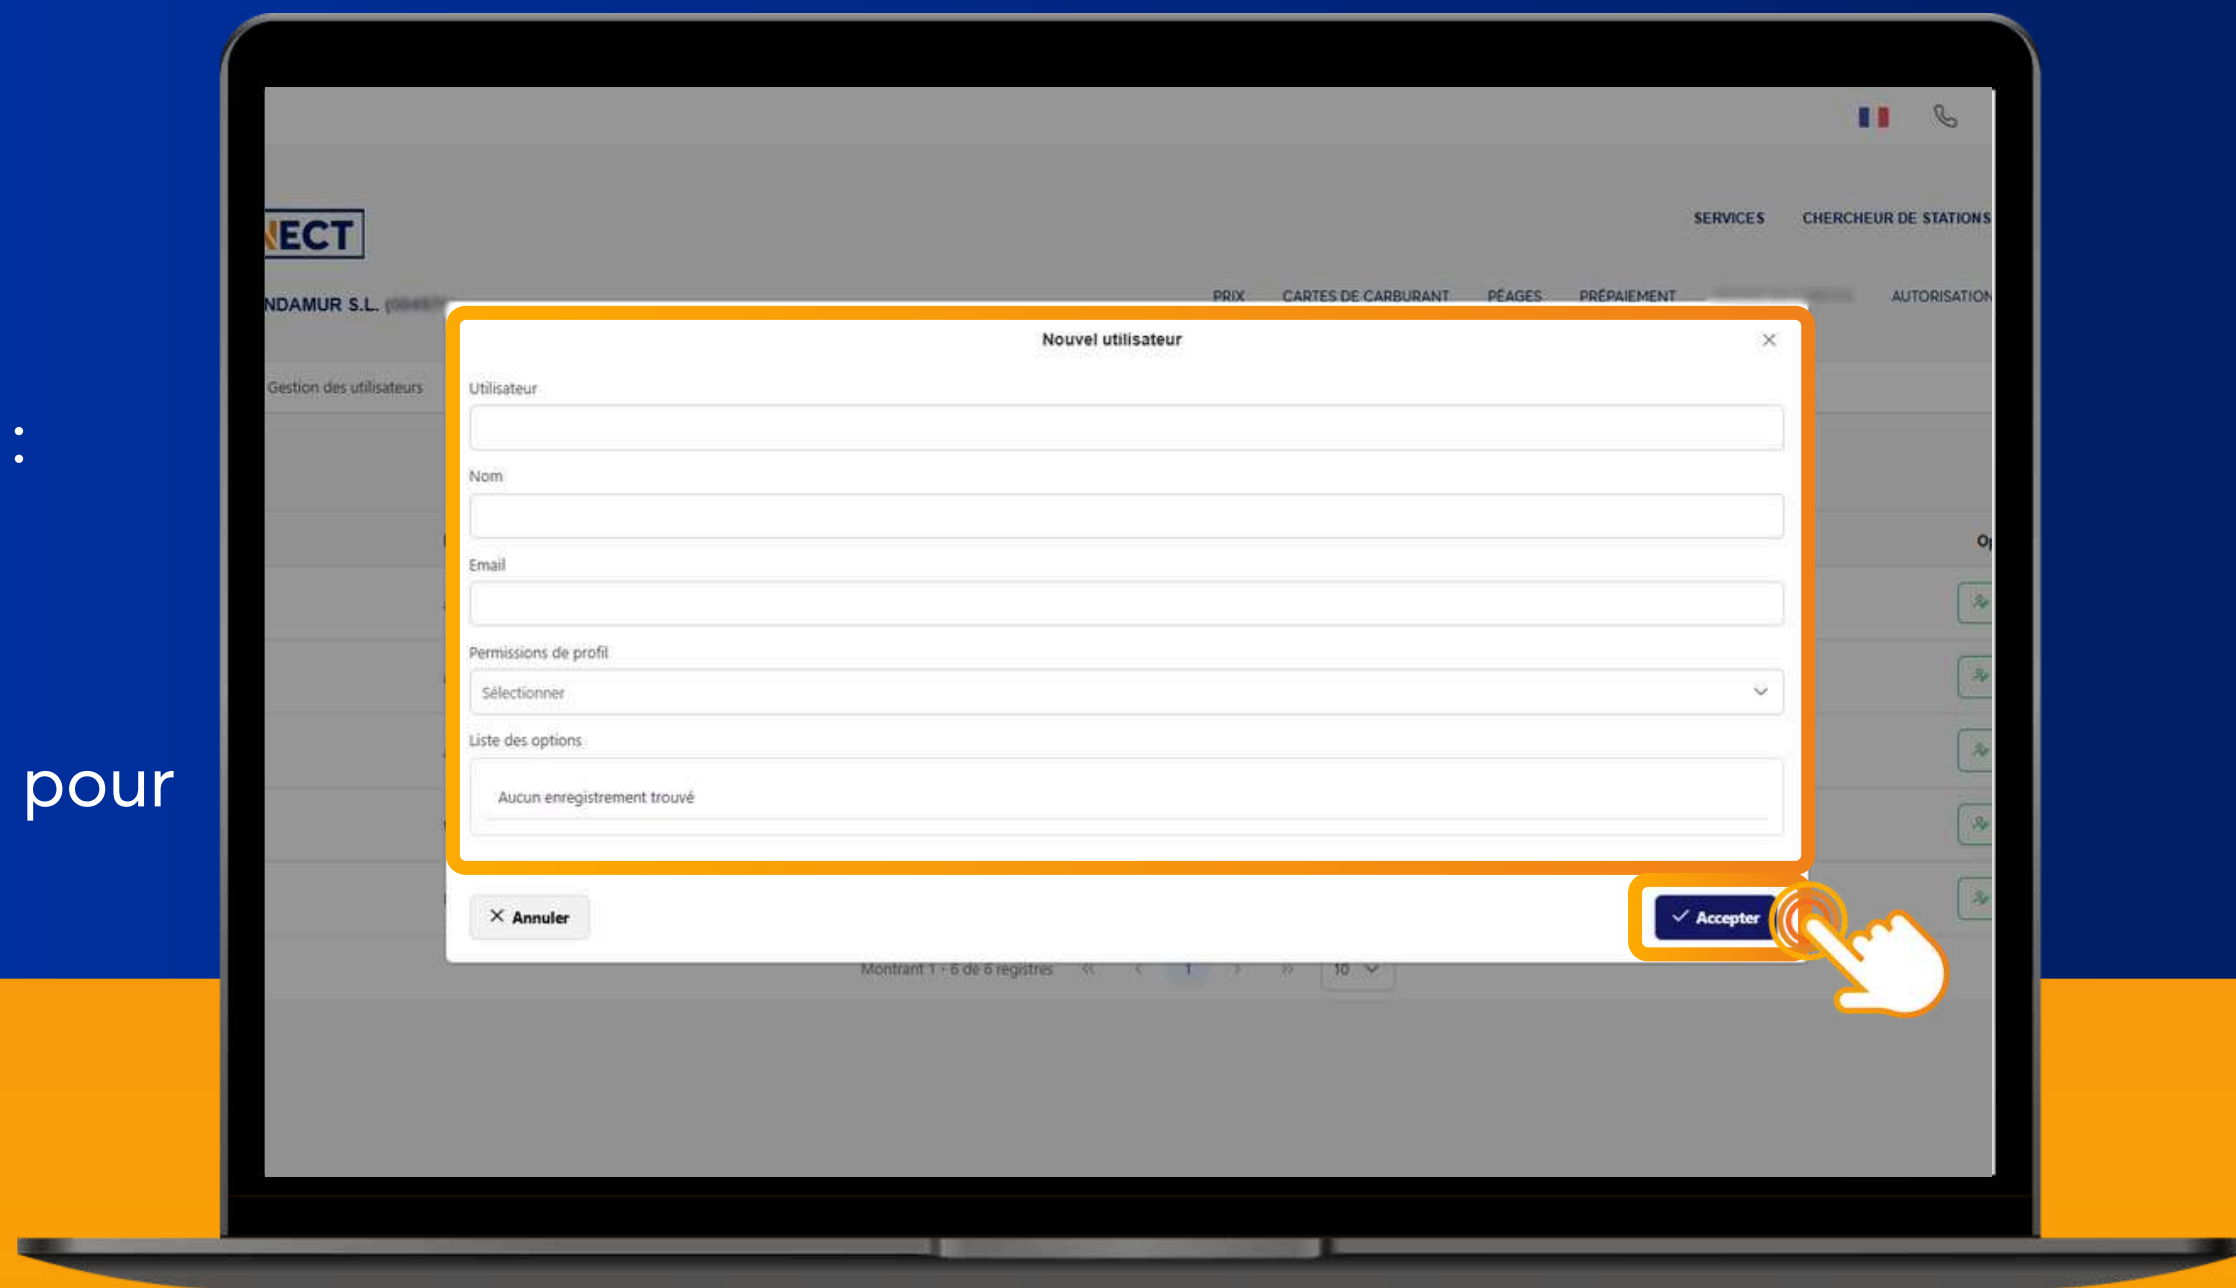 NECT
SERVICES CHERCHEUR DE STATIONS
NDAMUR S.L.
PRIX CARTES DE CARBURANT PÉAGES PRÉPAIEMENT AUTORISATION
Nouvel utilisateur
Gestion des utilisateurs
Utilisateur
:
Nom
Email
Permissions de profil
Sélectionner
Liste des options
pour
Aucun enregistrement trouvé
Annuler
Accepter
Montrant 1 - 6 de 6 registres « < 1 > » 10